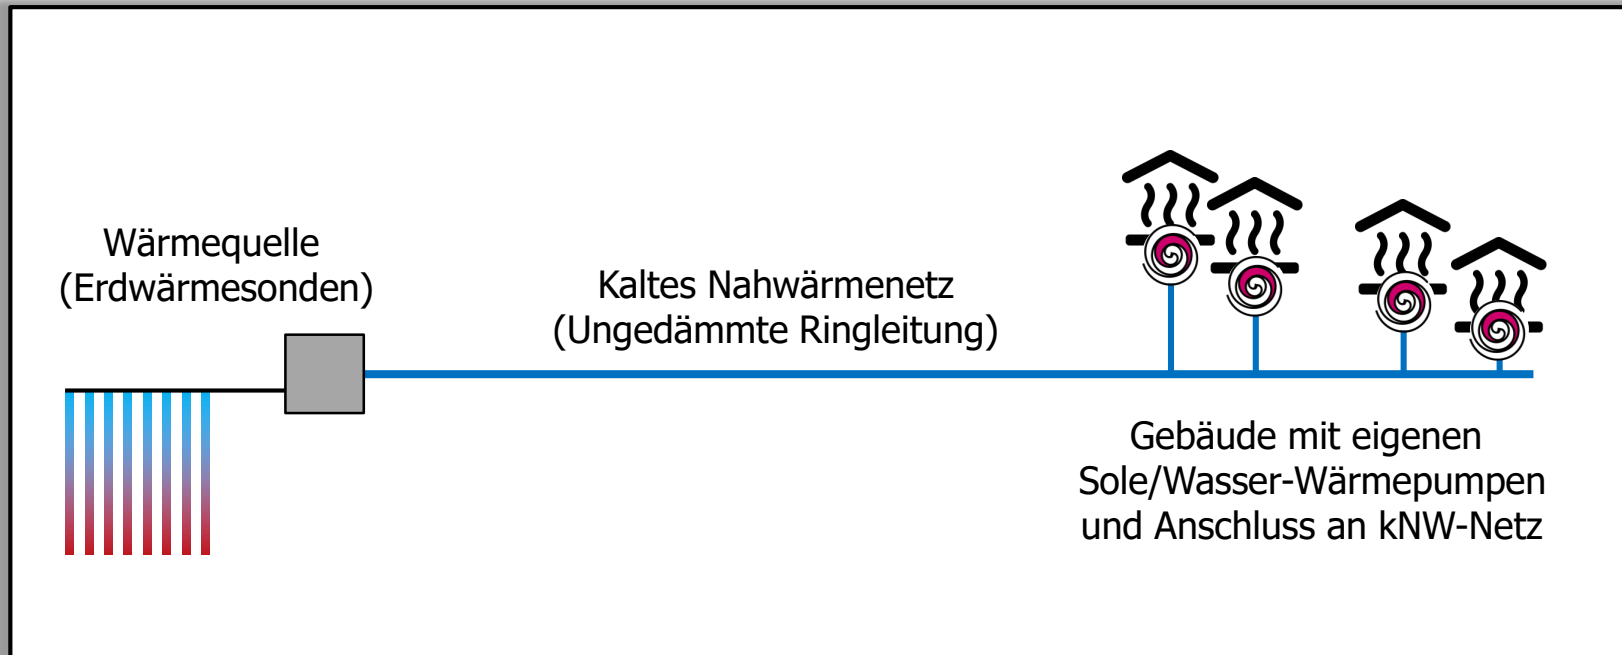 Wärmequelle
(Erdwärmesonden)
Kaltes Nahwärmenetz
(Ungedämmte Ringleitung)
Gebäude mit eigenen
Sole/Wasser-Wärmepumpen
und Anschluss an kNW-Netz